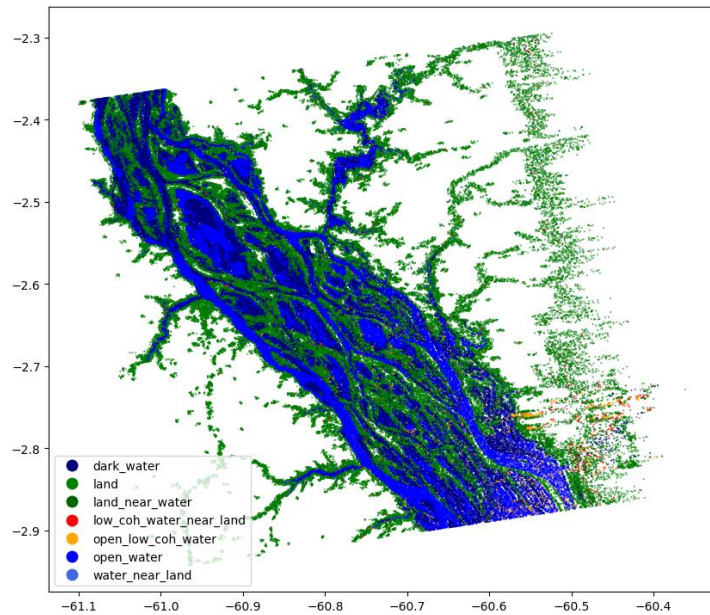 −2.3
−2.4
−2.5
−2.6
−2.7
−2.8
−2.9
dark_water
land
land_near_water
low_coh_water_near_land
open_low_coh_water
open_water
water_near_land
−61.1 −61.0 −60.9 −60.8 −60.7 −60.6 −60.5 −60.4